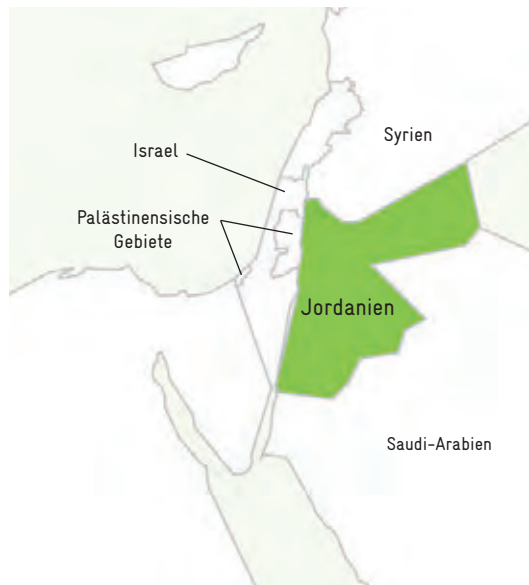 Syrien
Israel
Palästinensische
Gebiete
Jordanien
Saudi-Arabien